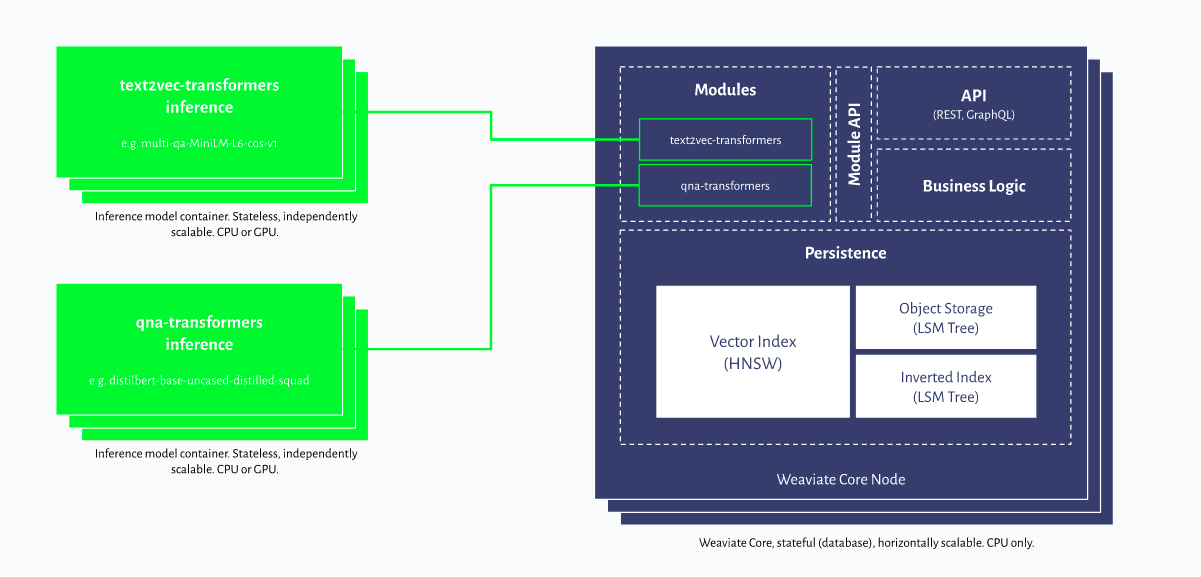 text2vec-transformers
inference
e.g. multi-qa-MiniLM-L6-cos-v1
Inference model container. Stateless, independently
scalable. CPU or GPU.
qna-transformers
inference
e.g. distilbert-base-uncased-distilled-squad
Inference model container. Stateless, independently
scalable. CPU or GPU.
Modules
text2vec-transformers
qna-transformers
Module API
API
(REST, GraphQL)
Business Logic
Persistence
Vector Index
(HNSW)
Object Storage
(LSM Tree)
Inverted Index
(LSM Tree)
Weaviate Core Node
Weaviate Core, stateful (database), horizontally scalable. CPU only.